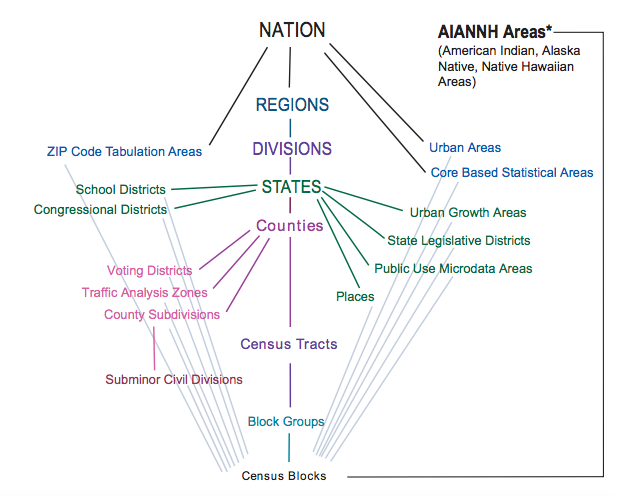 NATION
AIANNH Areas*
(American Indian, Alaska
Native, Native Hawaiian
Areas)
REGIONS
ZIP Code Tabulation Areas
DIVISIONS
Urban Areas
Core Based Statistical Areas
School Districts
STATES
Congressional Districts
Urban Growth Areas
Counties
State Legislative Districts
Voting Districts
Public Use Microdata Areas
Traffic Analysis Zones
Places
County Subdivisions
Census Tracts
Subminor Civil Divisions
Block Groups
Census Blocks